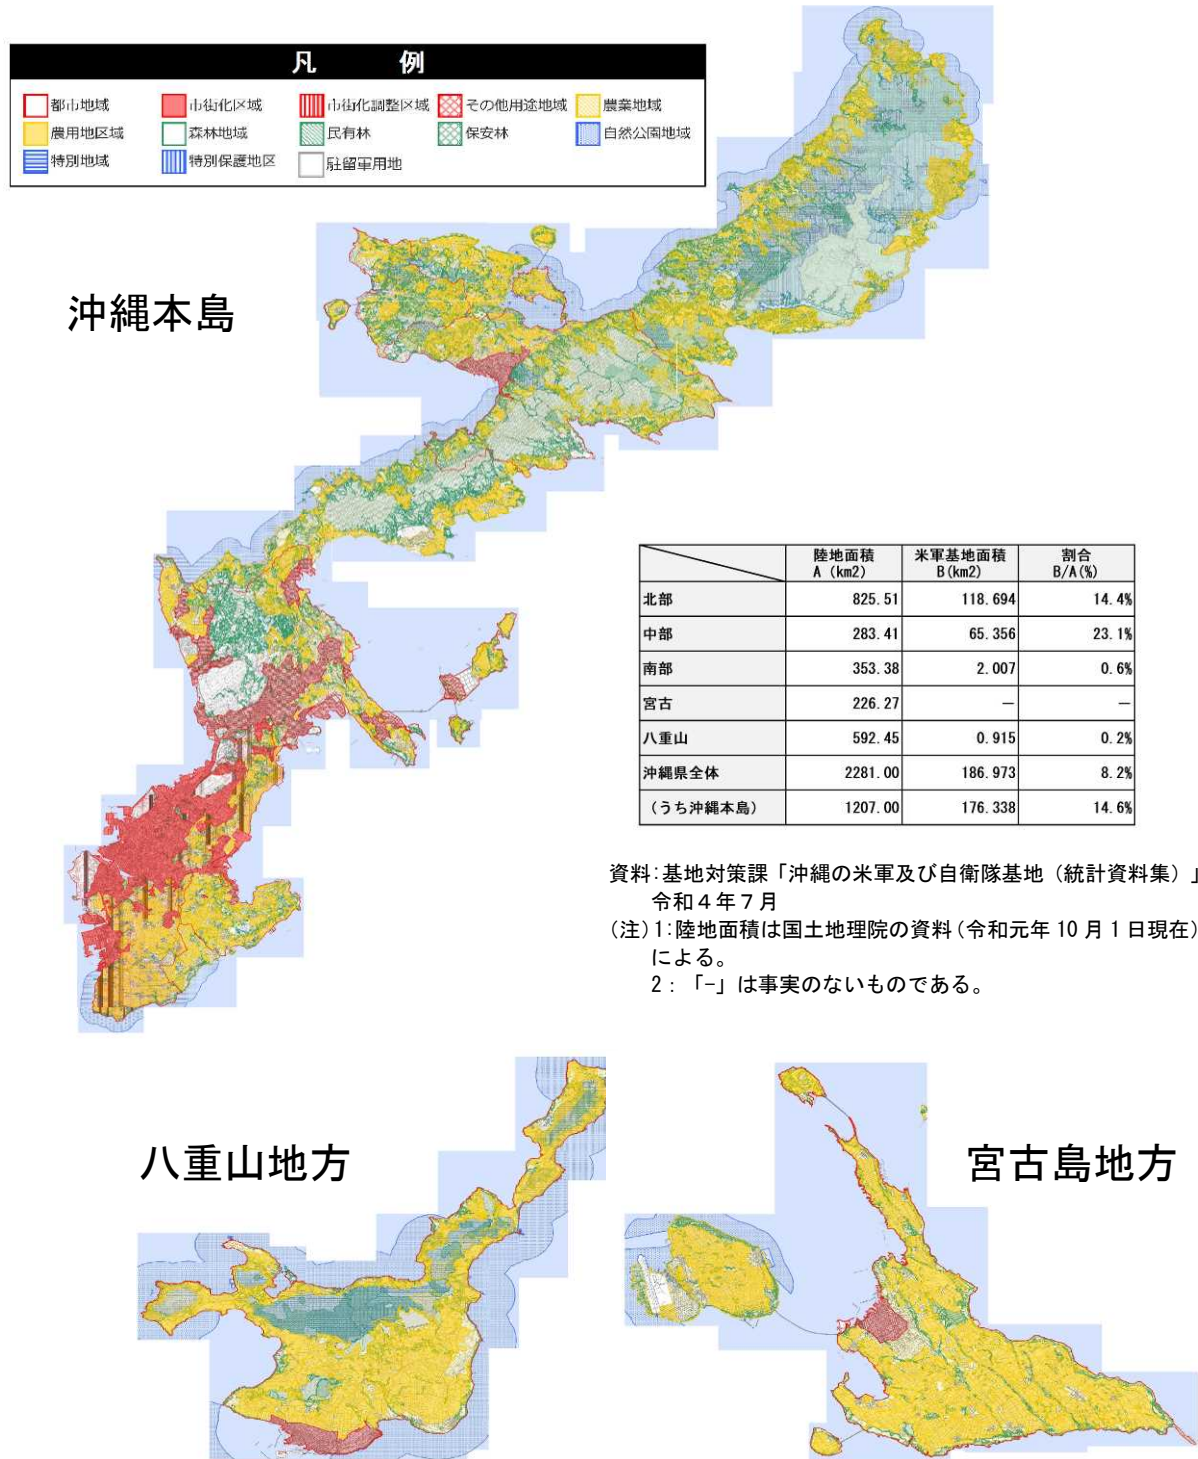 凡 例
都市地域 市街化区域 市街化調整区域 その他用途地域 農業地域
農用地区域 森林地域 民有林 保安林 自然公園地域
特別地域 特別保護地区 駐留軍用地
沖縄本島
陸地面積 A (km2) 米軍基地面積 B(km2) 割合 B/A(%)
北部 825.51 118.694 14.4%
中部 283.41 65.356 23.1%
南部 353.38 2.007 0.6%
宮古 226.27 － －
八重山 592.45 0.915 0.2%
沖縄県全体 2281.00 186.973 8.2%
(うち沖縄本島) 1207.00 176.338 14.6%
資料:基地対策課「沖縄の米軍及び自衛隊基地（統計資料集）」
令和４年７月
(注)1:陸地面積は国土地理院の資料(令和元年 10 月 1 日現在)
による。
2：「−」は事実のないものである。
八重山地方
宮古島地方